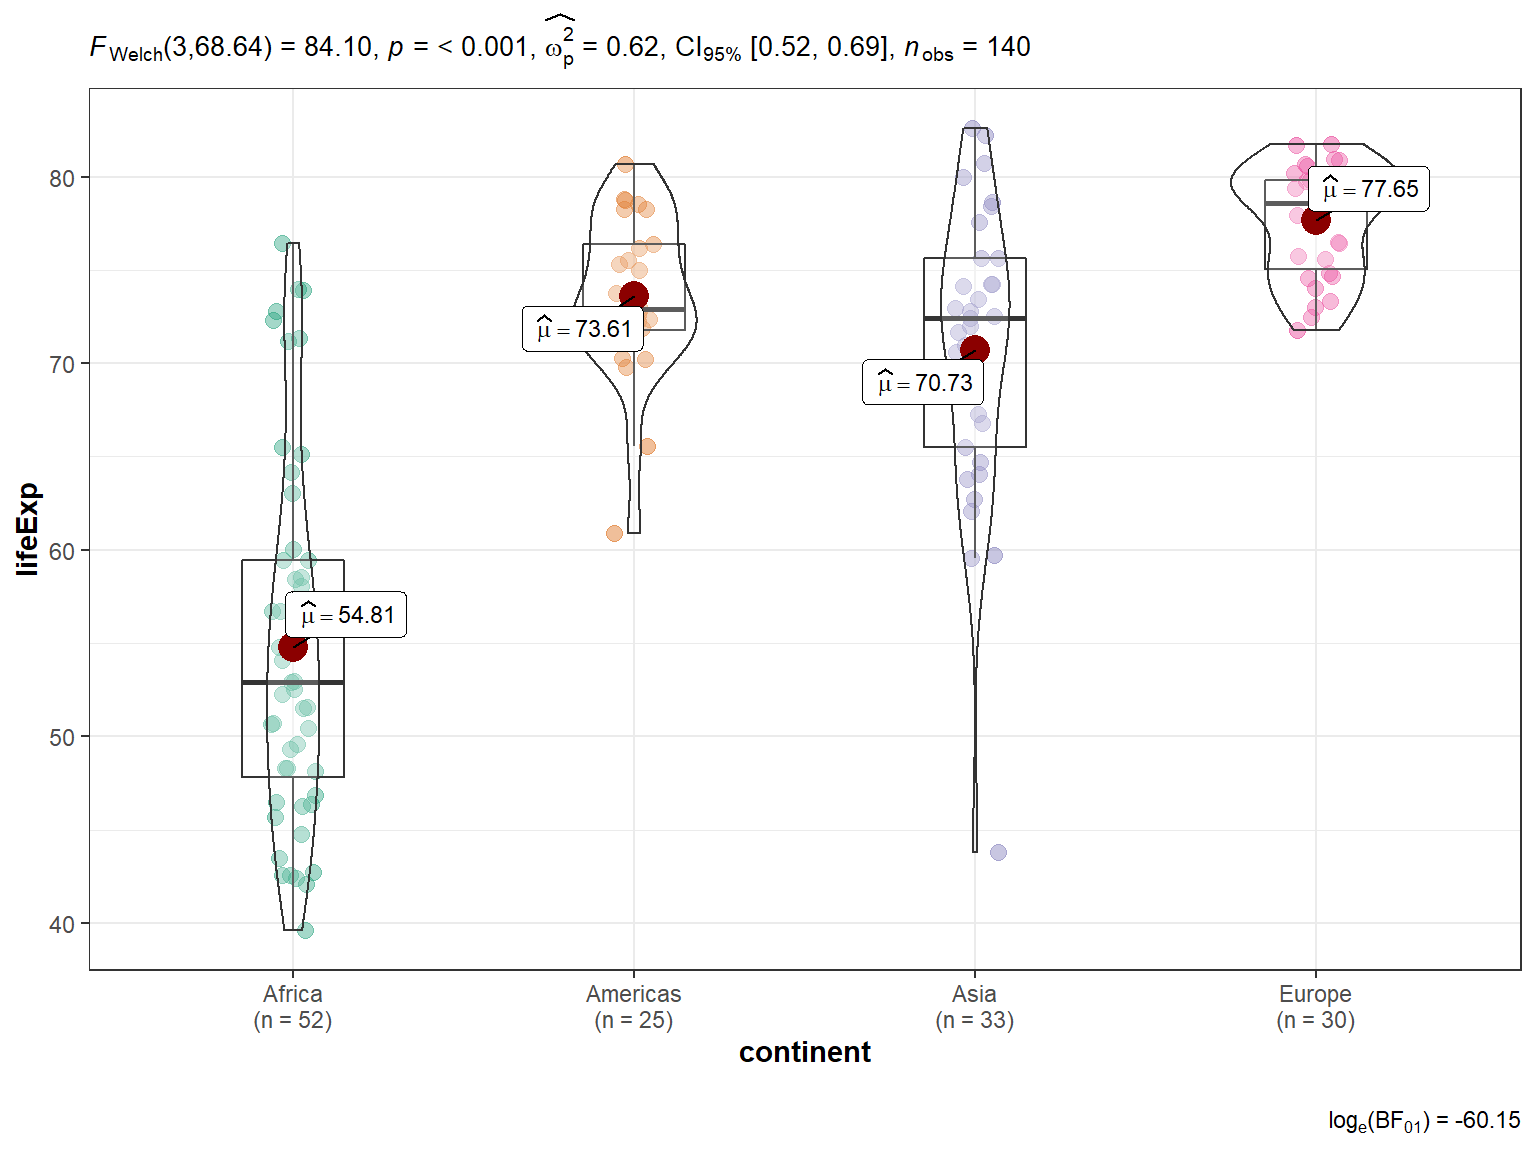 F Welch(3,68.64) = 84.10, p = < 0.001, ω̂²p = 0.62, CI95% [0.52, 0.69], nobs = 140
lifeExp
80
70
60
50
40
μ̂ = 54.81
μ̂ = 73.61
μ̂ = 70.73
μ̂ = 77.65
Africa
(n = 52)
Americas
(n = 25)
Asia
(n = 33)
Europe
(n = 30)
continent
loge(BF01) = -60.15